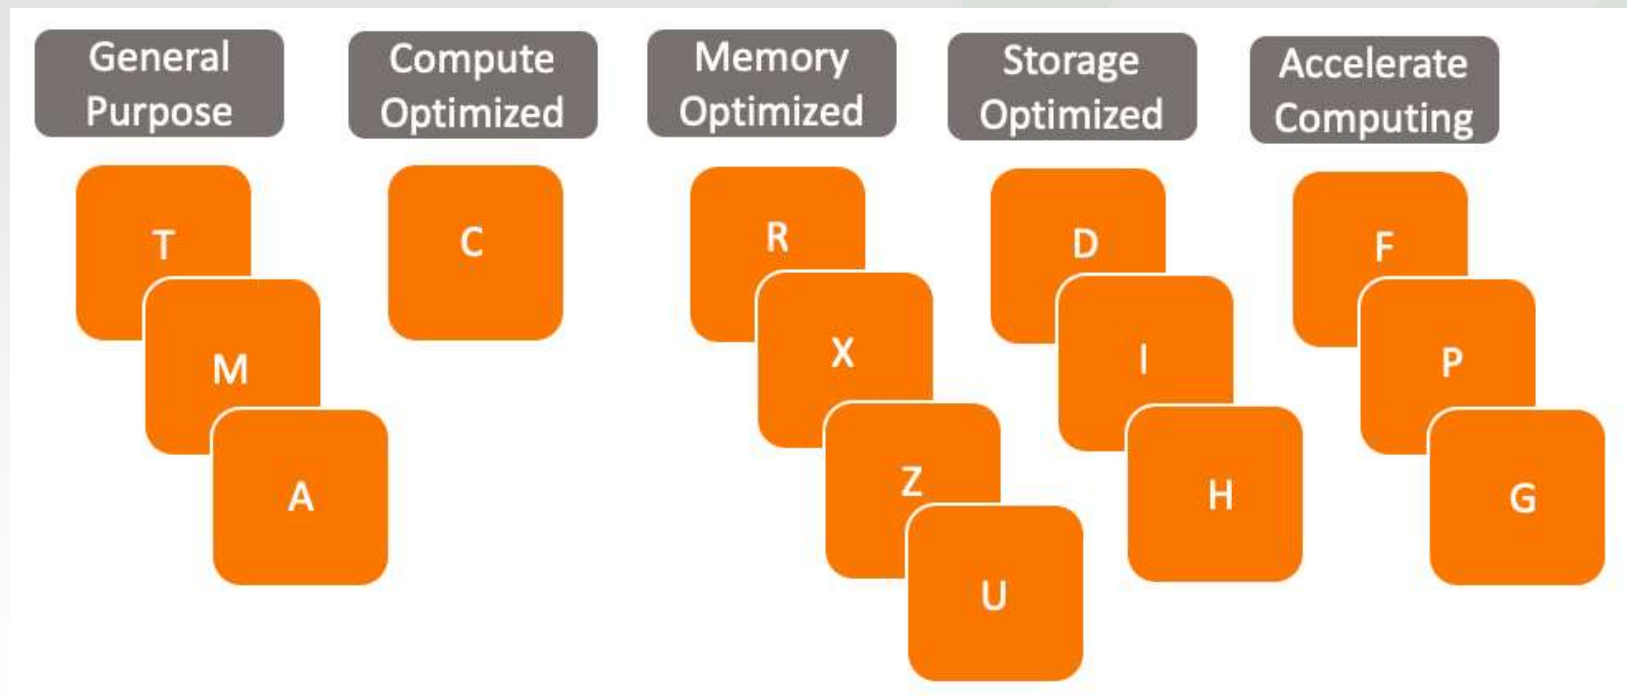 General
Purpose
Compute
Optimized
Memory
Optimized
Storage
Optimized
Accelerate
Computing
T
M
A
C
R
X
Z
U
D
I
H
F
P
G